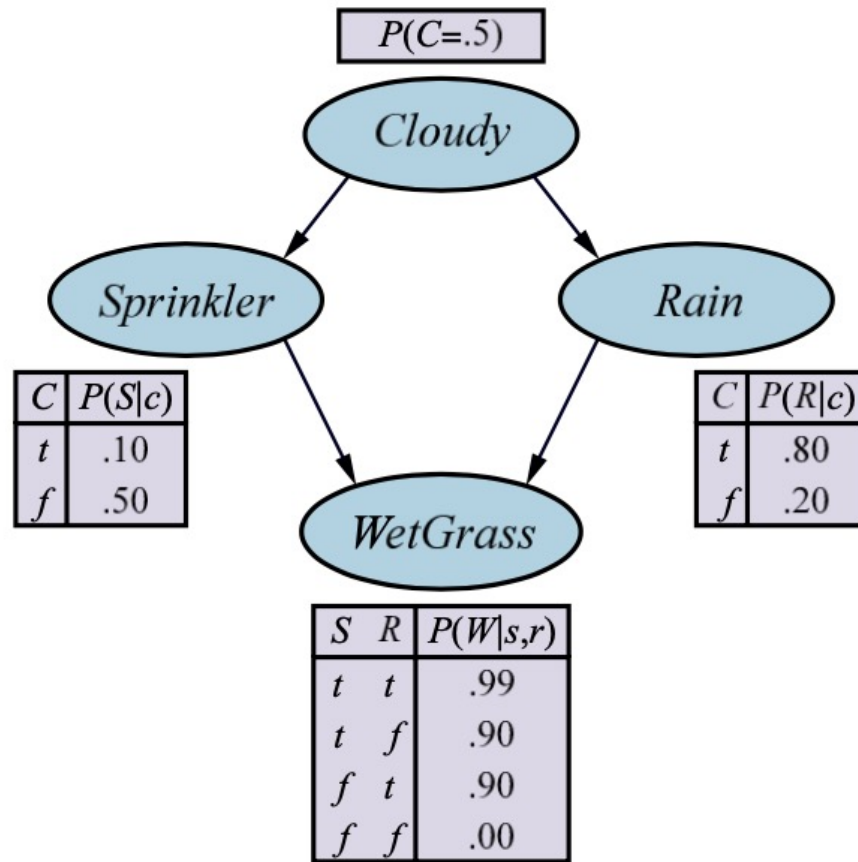 P(C=.5)
Cloudy
Sprinkler
Rain
C P(S|c)
t .10
f .50
C P(R|c)
t .80
f .20
WetGrass
S R P(W|s,r)
t t .99
t f .90
f t .90
f f .00